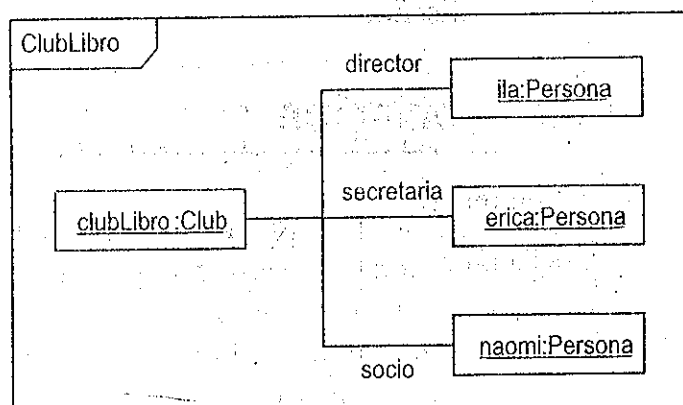 ClubLibro
director
ila:Persona
secretaria
clubLibro:Club
erica:Persona
naomi:Persona
socio